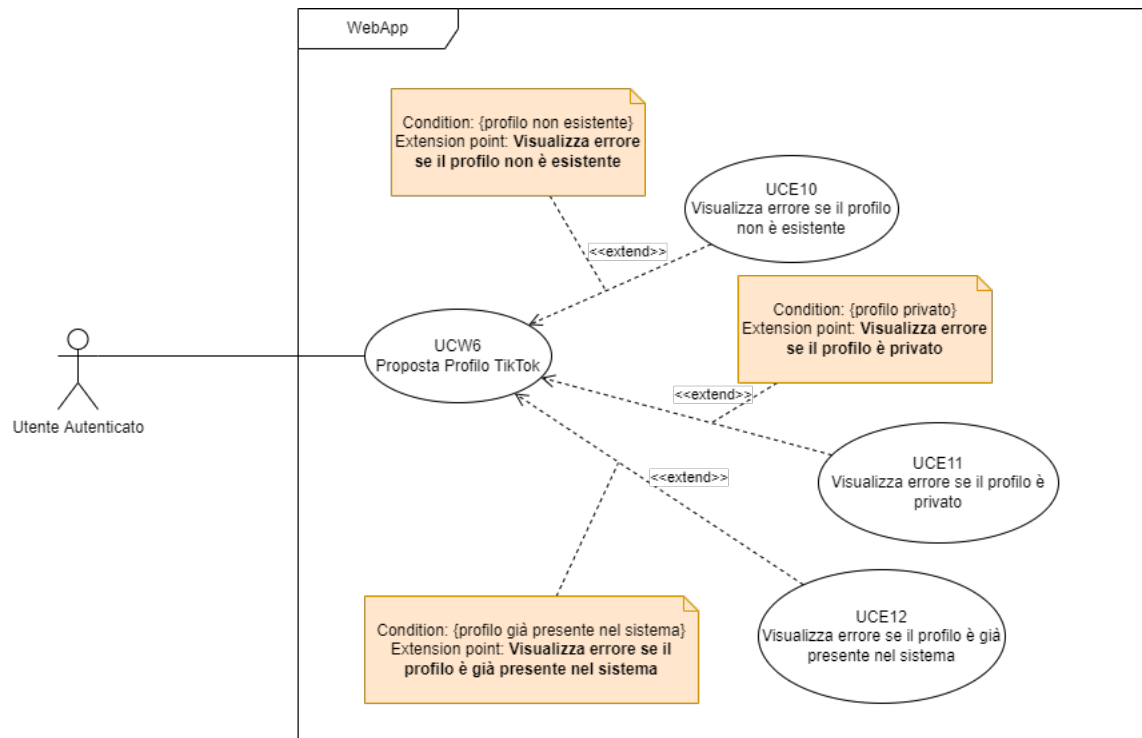 WebApp
Condition: {profilo non esistente}
Extension point: Visualizza errore
se il profilo non è esistente
UCE10
Visualizza errore se il profilo
non è esistente
<<extend>>
Condition: {profilo privato}
Extension point: Visualizza errore
se il profilo è privato
UCW6
Proposta Profilo TikTok
<<extend>>
Utente Autenticato
UCE11
Visualizza errore se il profilo è
privato
<<extend>>
Condition: {profilo già presente nel sistema}
Extension point: Visualizza errore se il
profilo è già presente nel sistema
UCE12
Visualizza errore se il profilo è già
presente nel sistema